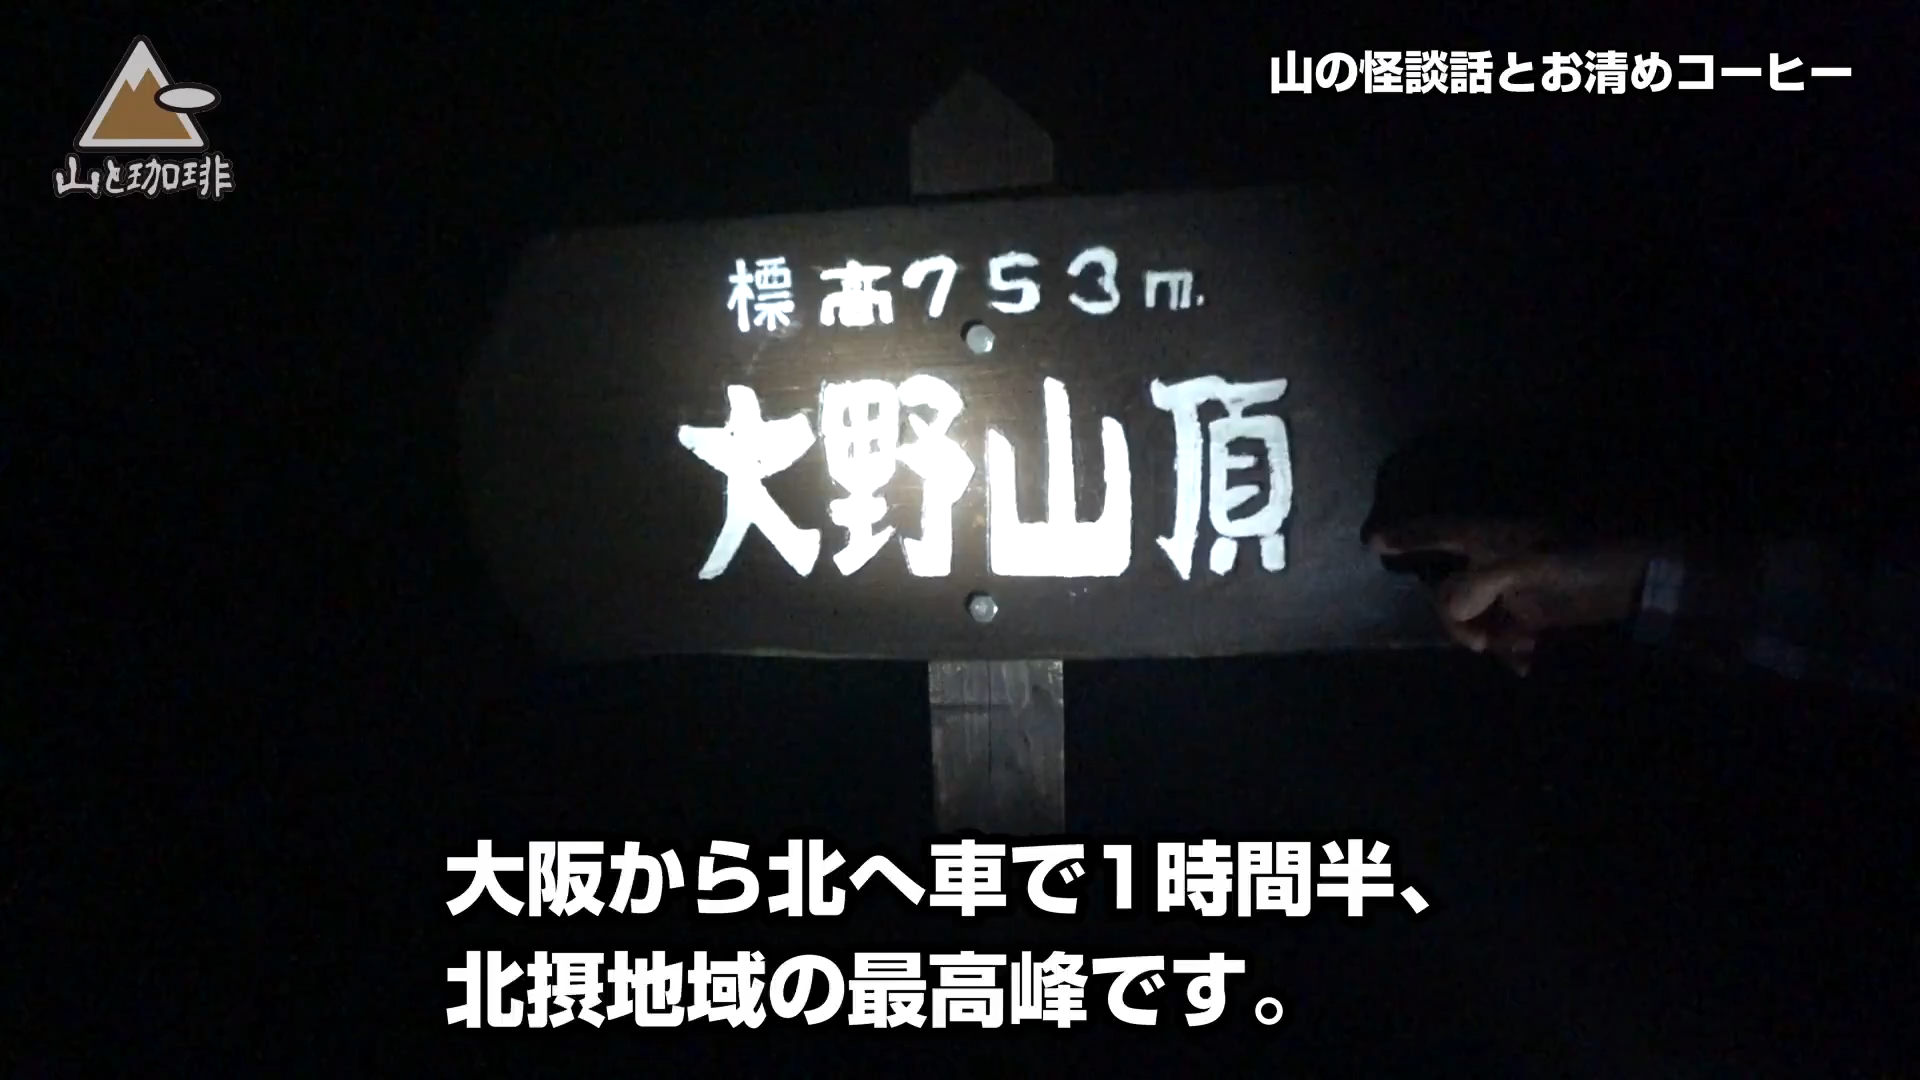 山と珈琲
山の怪談話とお清めコーヒー
標高753m.
大野山頂
大阪から北へ車で1時間半、
北摂地域の最高峰です。